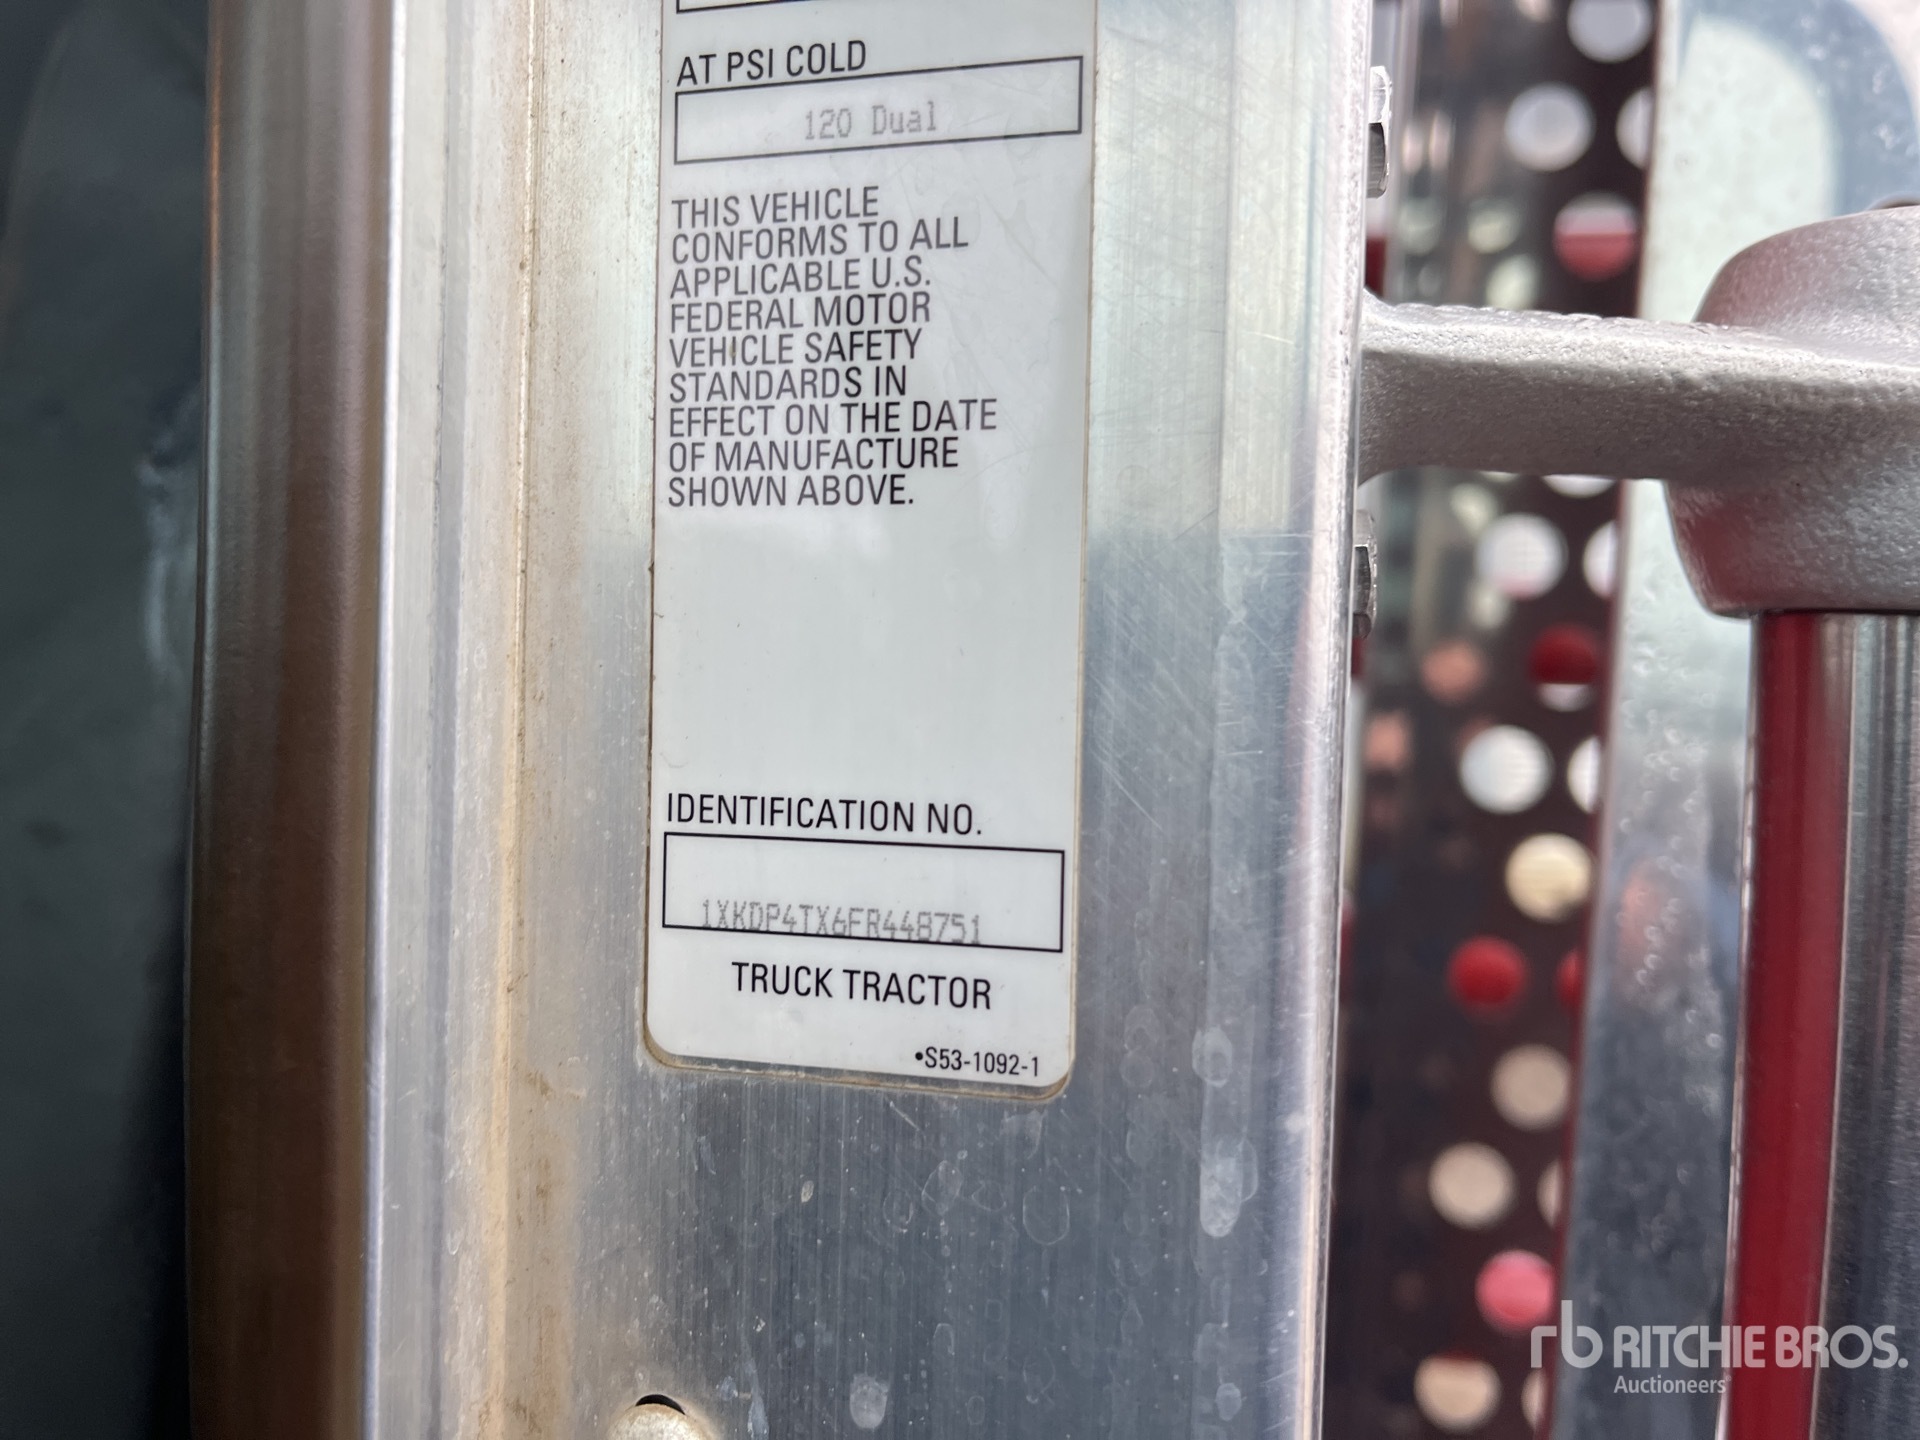 AT PSI COLD
120 Dual
THIS VEHICLE
CONFORMS TO ALL
APPLICABLE U.S.
FEDERAL MOTOR
VEHICLE SAFETY
STANDARDS IN
EFFECT ON THE DATE
OF MANUFACTURE
SHOWN ABOVE.
IDENTIFICATION NO.
1XKDP4TX6FR448751
TRUCK TRACTOR
•S53-1092-1
rb RITCHIE BROS.
Auctioneers